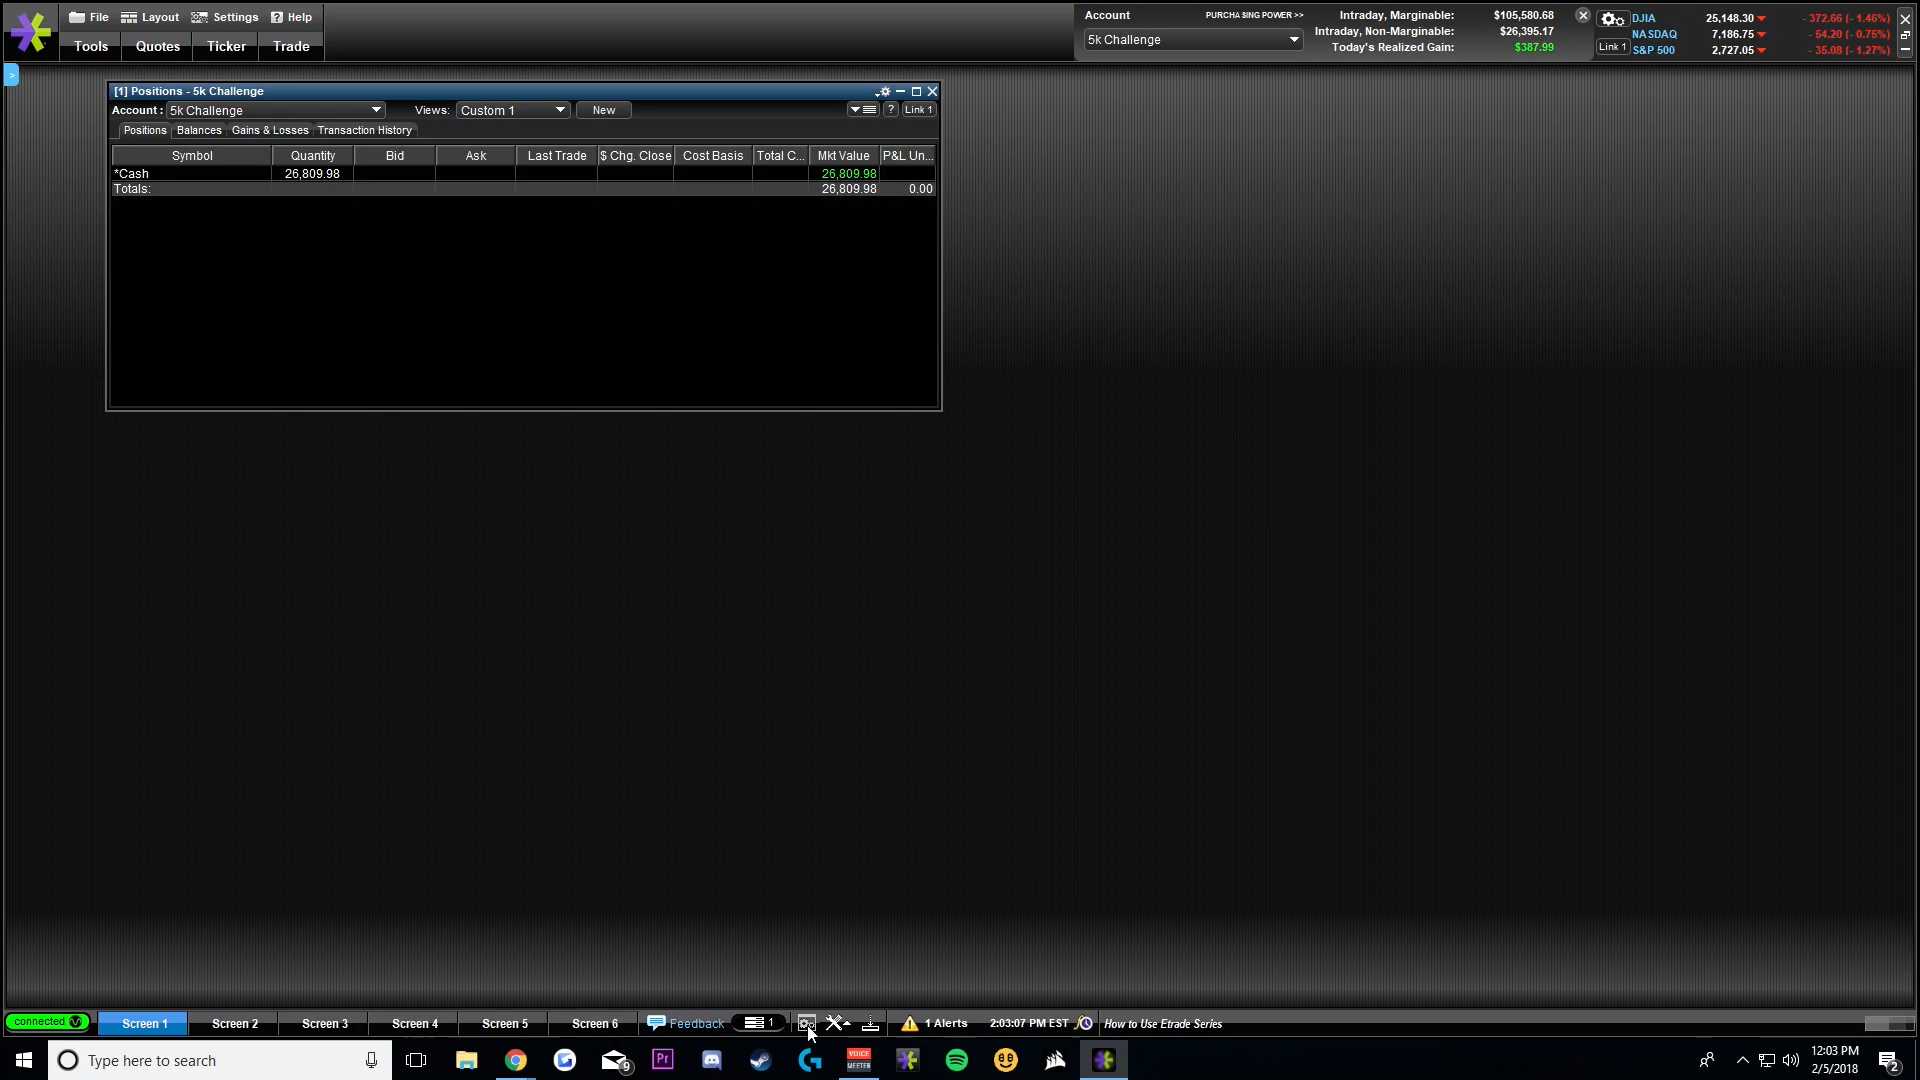 File Layout Settings Help
Tools Quotes Ticker Trade
Account PURCHASING POWER >>
5k Challenge
Intraday, Marginable: $105,580.68
Intraday, Non-Marginable: $26,395.17
Today's Realized Gain: $387.99
Link 1
DJIA 25,148.30 - 372.66 (- 1.46%)
NASDAQ 7,186.75 - 54.20 (- 0.75%)
S&P 500 2,727.05 - 35.08 (- 1.27%)
>
[1] Positions - 5k Challenge
Account : 5k Challenge Views: Custom 1 New ? Link 1
Positions Balances Gains & Losses Transaction History
Symbol Quantity Bid Ask Last Trade $ Chg. Close Cost Basis Total C... Mkt Value P&L Un...
*Cash 26,809.98 26,809.98
Totals: 26,809.98 0.00
connected Screen 1 Screen 2 Screen 3 Screen 4 Screen 5 Screen 6 Feedback 1 1 Alerts 2:03:07 PM EST How to Use Etrade Series
Type here to search 9 Pr VOICE MEETER 12:03 PM
2/5/2018 2